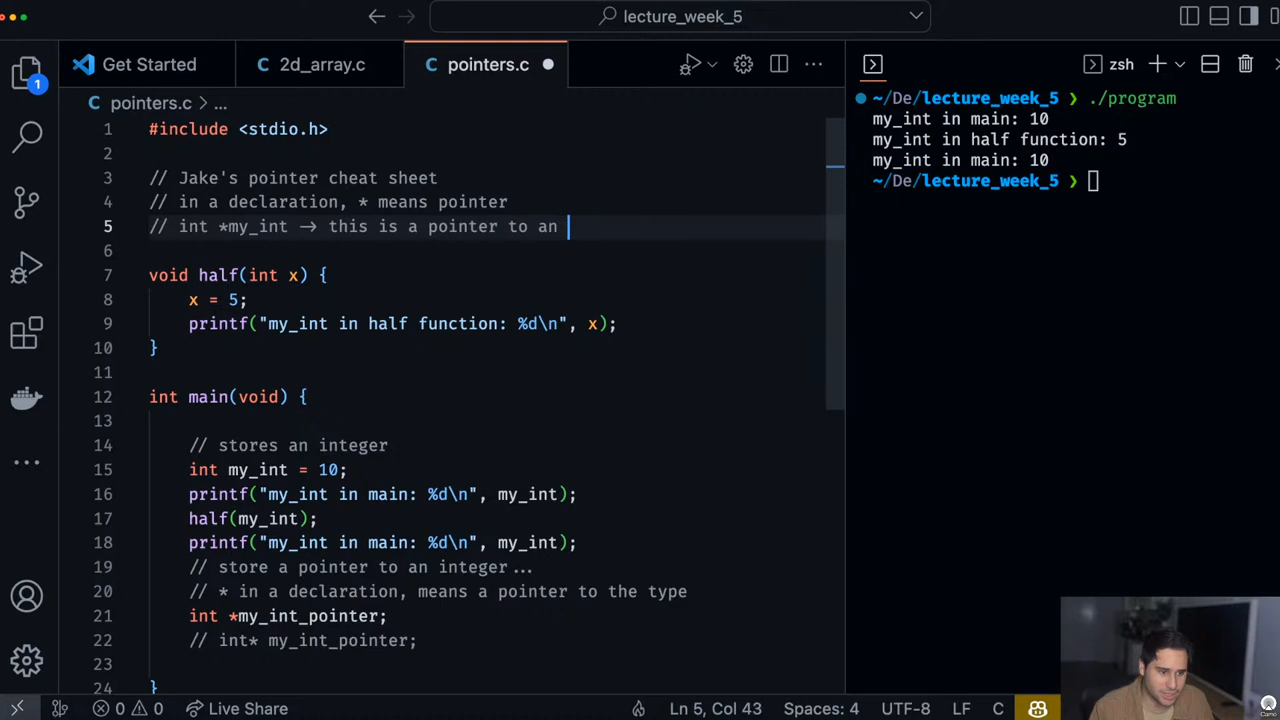 lecture_week_5
Get Started
2d_array.c
pointers.c
zsh
pointers.c > ...
1 #include <stdio.h>
2
3 // Jake's pointer cheat sheet
4 // in a declaration, * means pointer
5 // int *my_int -> this is a pointer to an
6
7 void half(int x) {
8 x = 5;
9 printf("my_int in half function: %d\n", x);
10 }
11
12 int main(void) {
13
14 // stores an integer
15 int my_int = 10;
16 printf("my_int in main: %d\n", my_int);
17 half(my_int);
18 printf("my_int in main: %d\n", my_int);
19 // store a pointer to an integer...
20 // * in a declaration, means a pointer to the type
21 int *my_int_pointer;
22 // int* my_int_pointer;
23
24 }
~/De/lecture_week_5 ❯ ./program
my_int in main: 10
my_int in half function: 5
my_int in main: 10
~/De/lecture_week_5 ❯
1
0 0 Live Share
Ln 5, Col 43 Spaces: 4 UTF-8 LF C
Camo